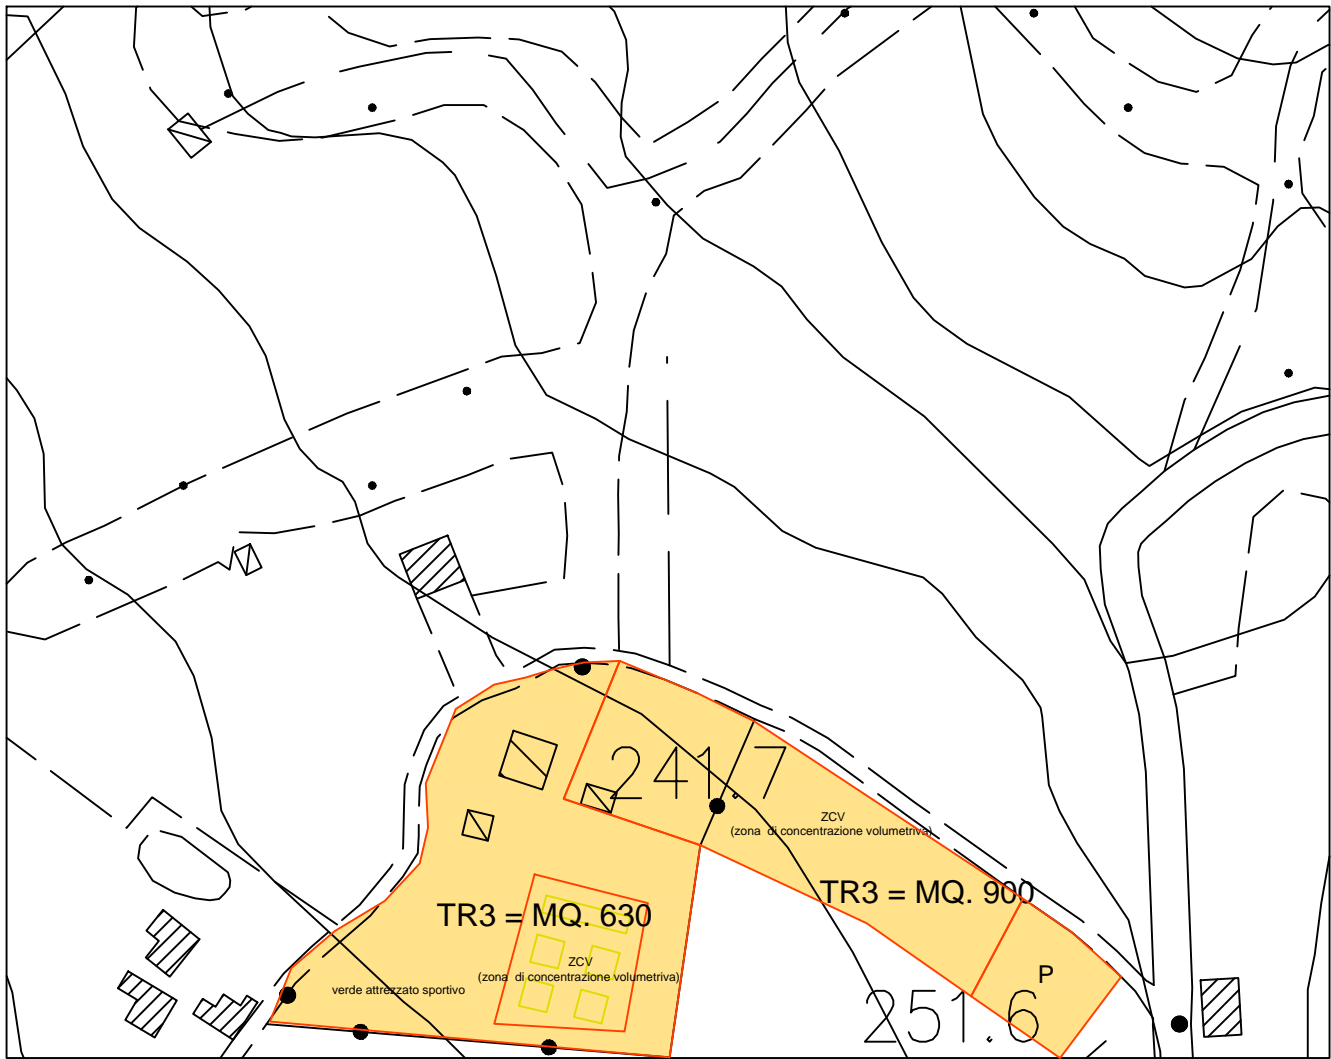 241.7
ZCV
(zona di concentrazione volumetriva)
TR3 = MQ. 900
TR3 = MQ. 630
ZCV
(zona di concentrazione volumetriva)
verde attrezzato sportivo
P
251.6